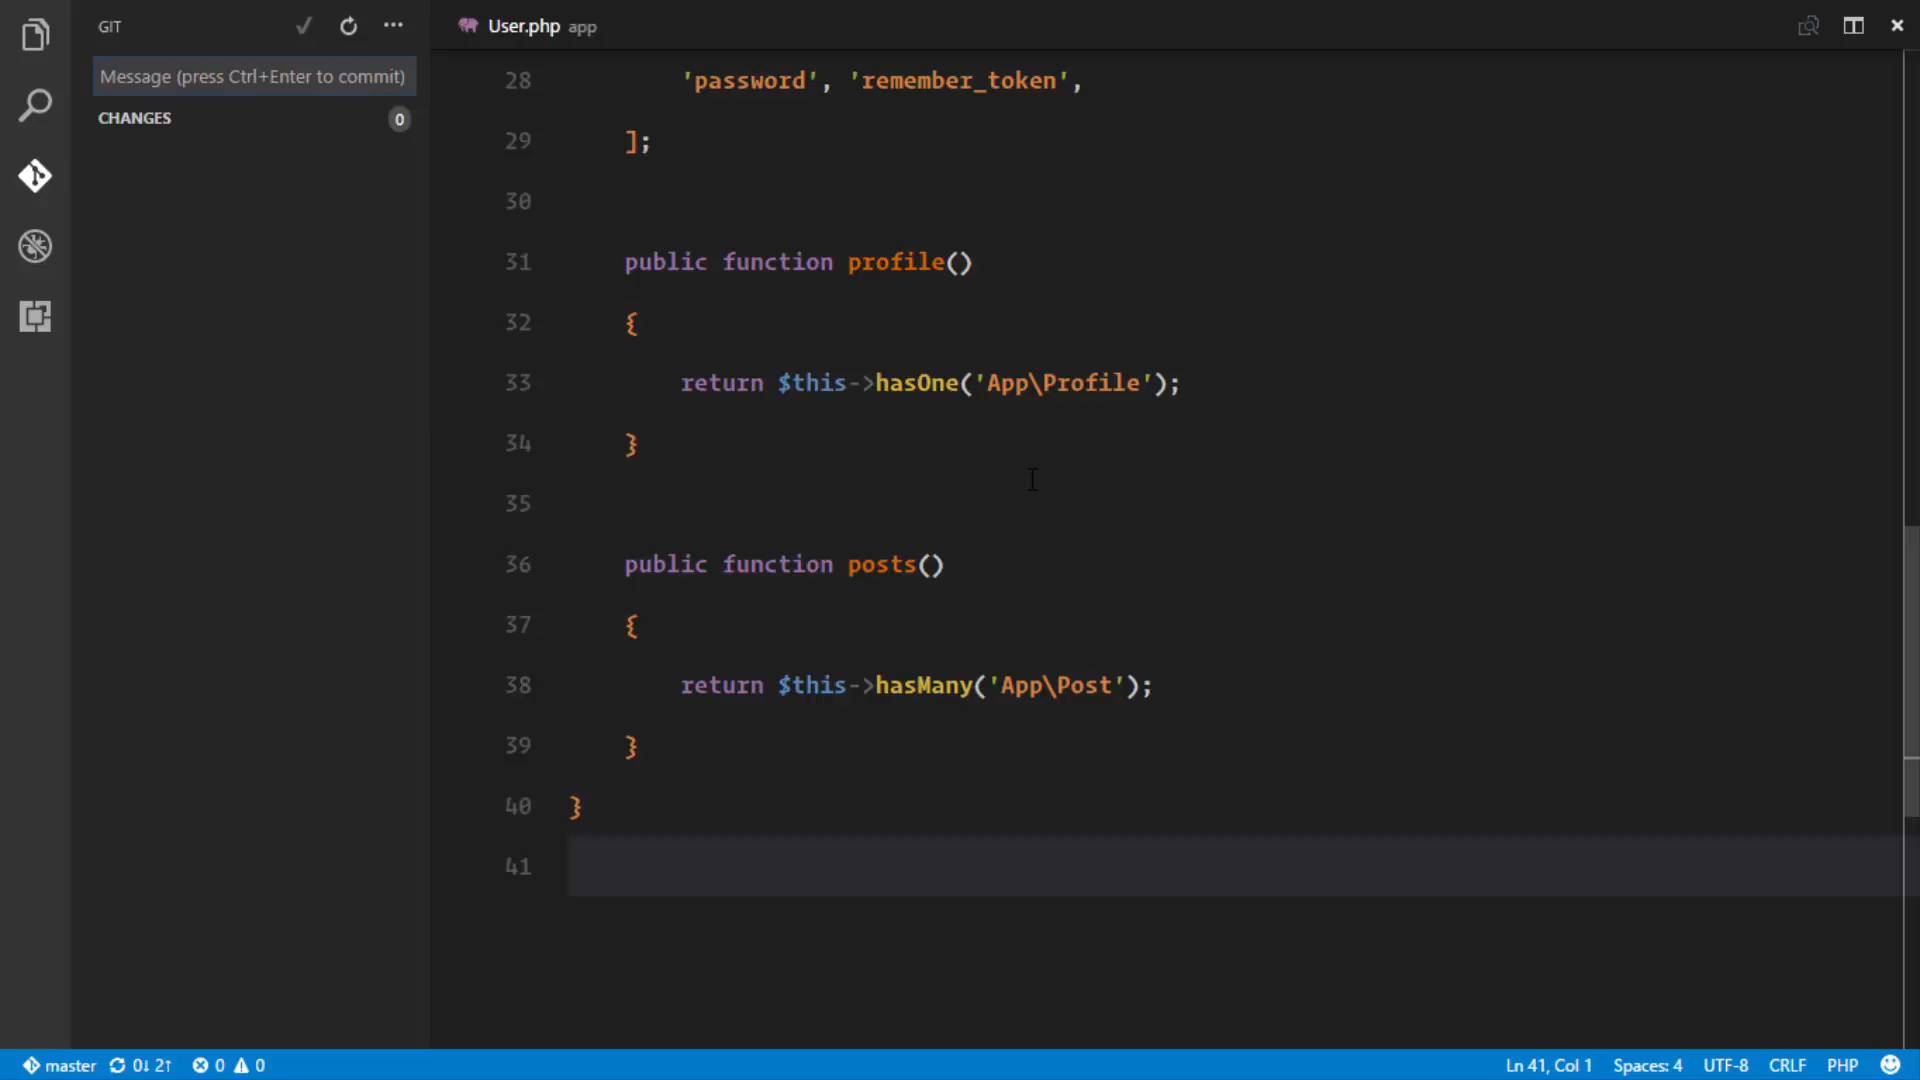 GIT
Message (press Ctrl+Enter to commit)
CHANGES 0
User.php app
28 'password', 'remember_token',
29 ];
30
31 public function profile()
32 {
33 return $this->hasOne('App\Profile');
34 }
35
36 public function posts()
37 {
38 return $this->hasMany('App\Post');
39 }
40 }
41
master 0↓ 2↑ 0 0 Ln 41, Col 1 Spaces: 4 UTF-8 CRLF PHP